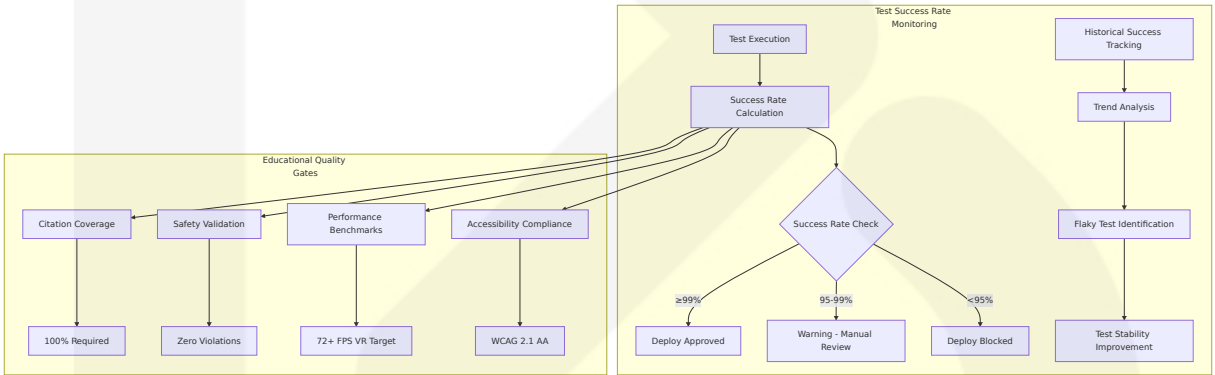 Test Success Rate
Monitoring
Test Execution
Success Rate
Calculation
Success Rate Check
≥99%
95-99%
<95%
Deploy Approved
Warning - Manual
Review
Deploy Blocked
Historical Success
Tracking
Trend Analysis
Flaky Test Identification
Test Stability
Improvement
Educational Quality
Gates
Citation Coverage
Safety Validation
Performance
Benchmarks
Accessibility Compliance
100% Required
Zero Violations
72+ FPS VR Target
WCAG 2.1 AA